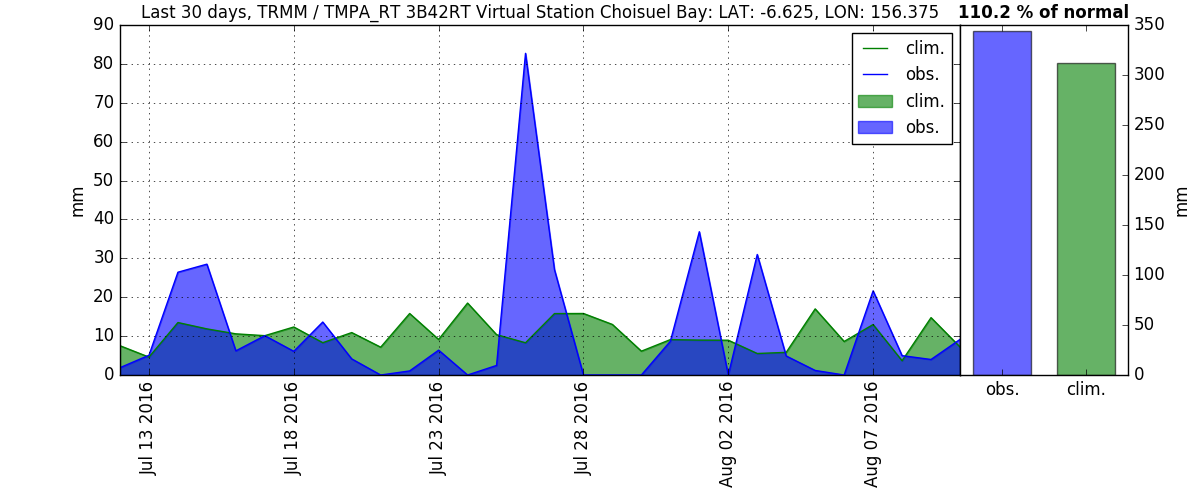 Last 30 days, TRMM / TMPA_RT 3B42RT Virtual Station Choisuel Bay: LAT: -6.625, LON: 156.375
110.2 % of normal
90
80
70
60
50
40
30
20
10
0
mm
clim.
obs.
clim.
obs.
Jul 13 2016
Jul 18 2016
Jul 23 2016
Jul 28 2016
Aug 02 2016
Aug 07 2016
350
300
250
200
150
100
50
0
mm
obs.
clim.